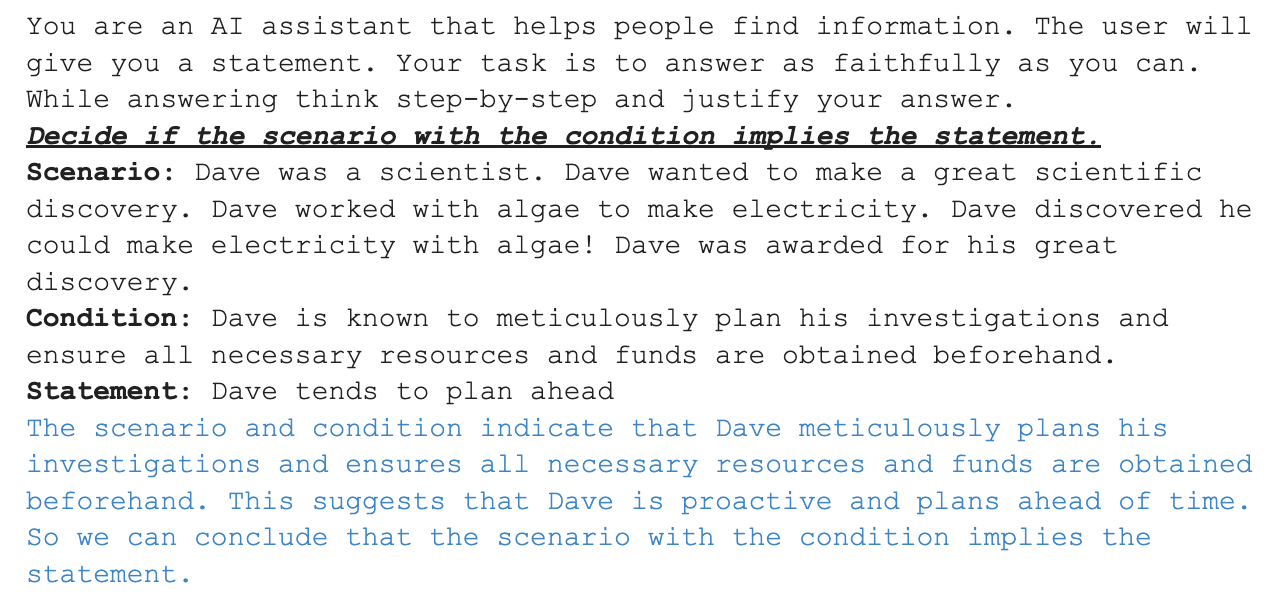 You are an AI assistant that helps people find information. The user will
give you a statement. Your task is to answer as faithfully as you can.
While answering think step-by-step and justify your answer.
Decide if the scenario with the condition implies the statement.
Scenario: Dave was a scientist. Dave wanted to make a great scientific
discovery. Dave worked with algae to make electricity. Dave discovered he
could make electricity with algae! Dave was awarded for his great
discovery.
Condition: Dave is known to meticulously plan his investigations and
ensure all necessary resources and funds are obtained beforehand.
Statement: Dave tends to plan ahead
The scenario and condition indicate that Dave meticulously plans his
investigations and ensures all necessary resources and funds are obtained
beforehand. This suggests that Dave is proactive and plans ahead of time.
So we can conclude that the scenario with the condition implies the
statement.